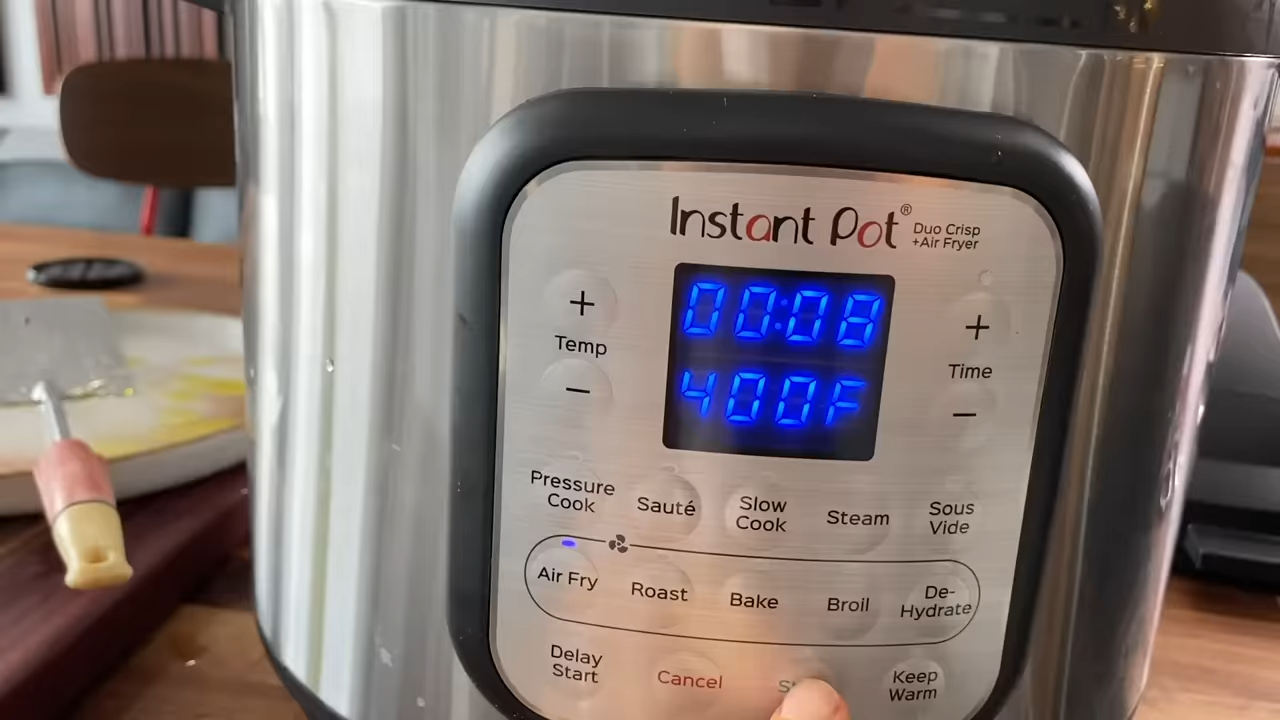 Instant Pot®
Duo Crisp
+Air Fryer
00:08
400F
+
Temp
−
+
Time
−
Pressure
Cook
Sauté
Slow
Cook
Steam
Sous
Vide
Air Fry
Roast
Bake
Broil
De-
Hydrate
Delay
Start
Cancel
Keep
Warm